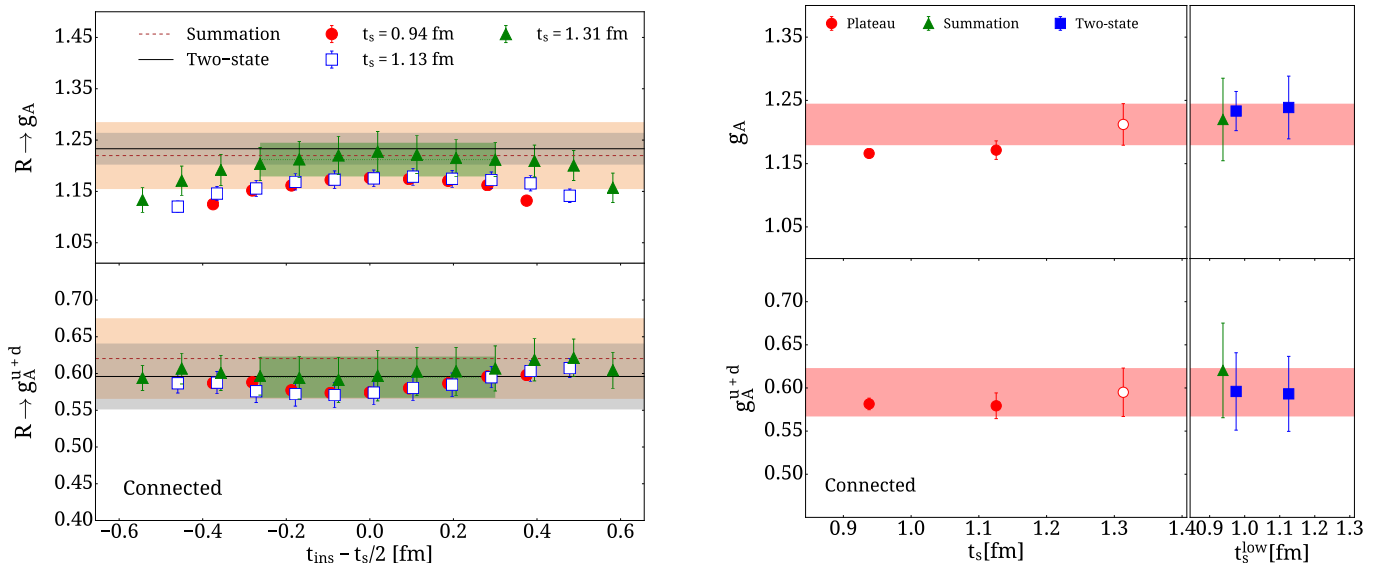 Summation
Two−state
t_s = 0.94 fm
t_s = 1.13 fm
t_s = 1.31 fm
R → g_A
1.45
1.35
1.25
1.15
1.05
R → g_A^{u+d}
0.70
0.65
0.60
0.55
0.50
0.45
0.40
Connected
−0.6 −0.4 −0.2 0.0 0.2 0.4 0.6
t_ins − t_s/2 [fm]
Plateau Summation Two-state
g_A
1.35
1.25
1.15
1.05
g_A^{u+d}
0.70
0.65
0.60
0.55
0.50
Connected
0.9 1.0 1.1 1.2 1.3 1.4
t_s[fm]
0.9 1.0 1.1 1.2 1.3
t_s^low[fm]